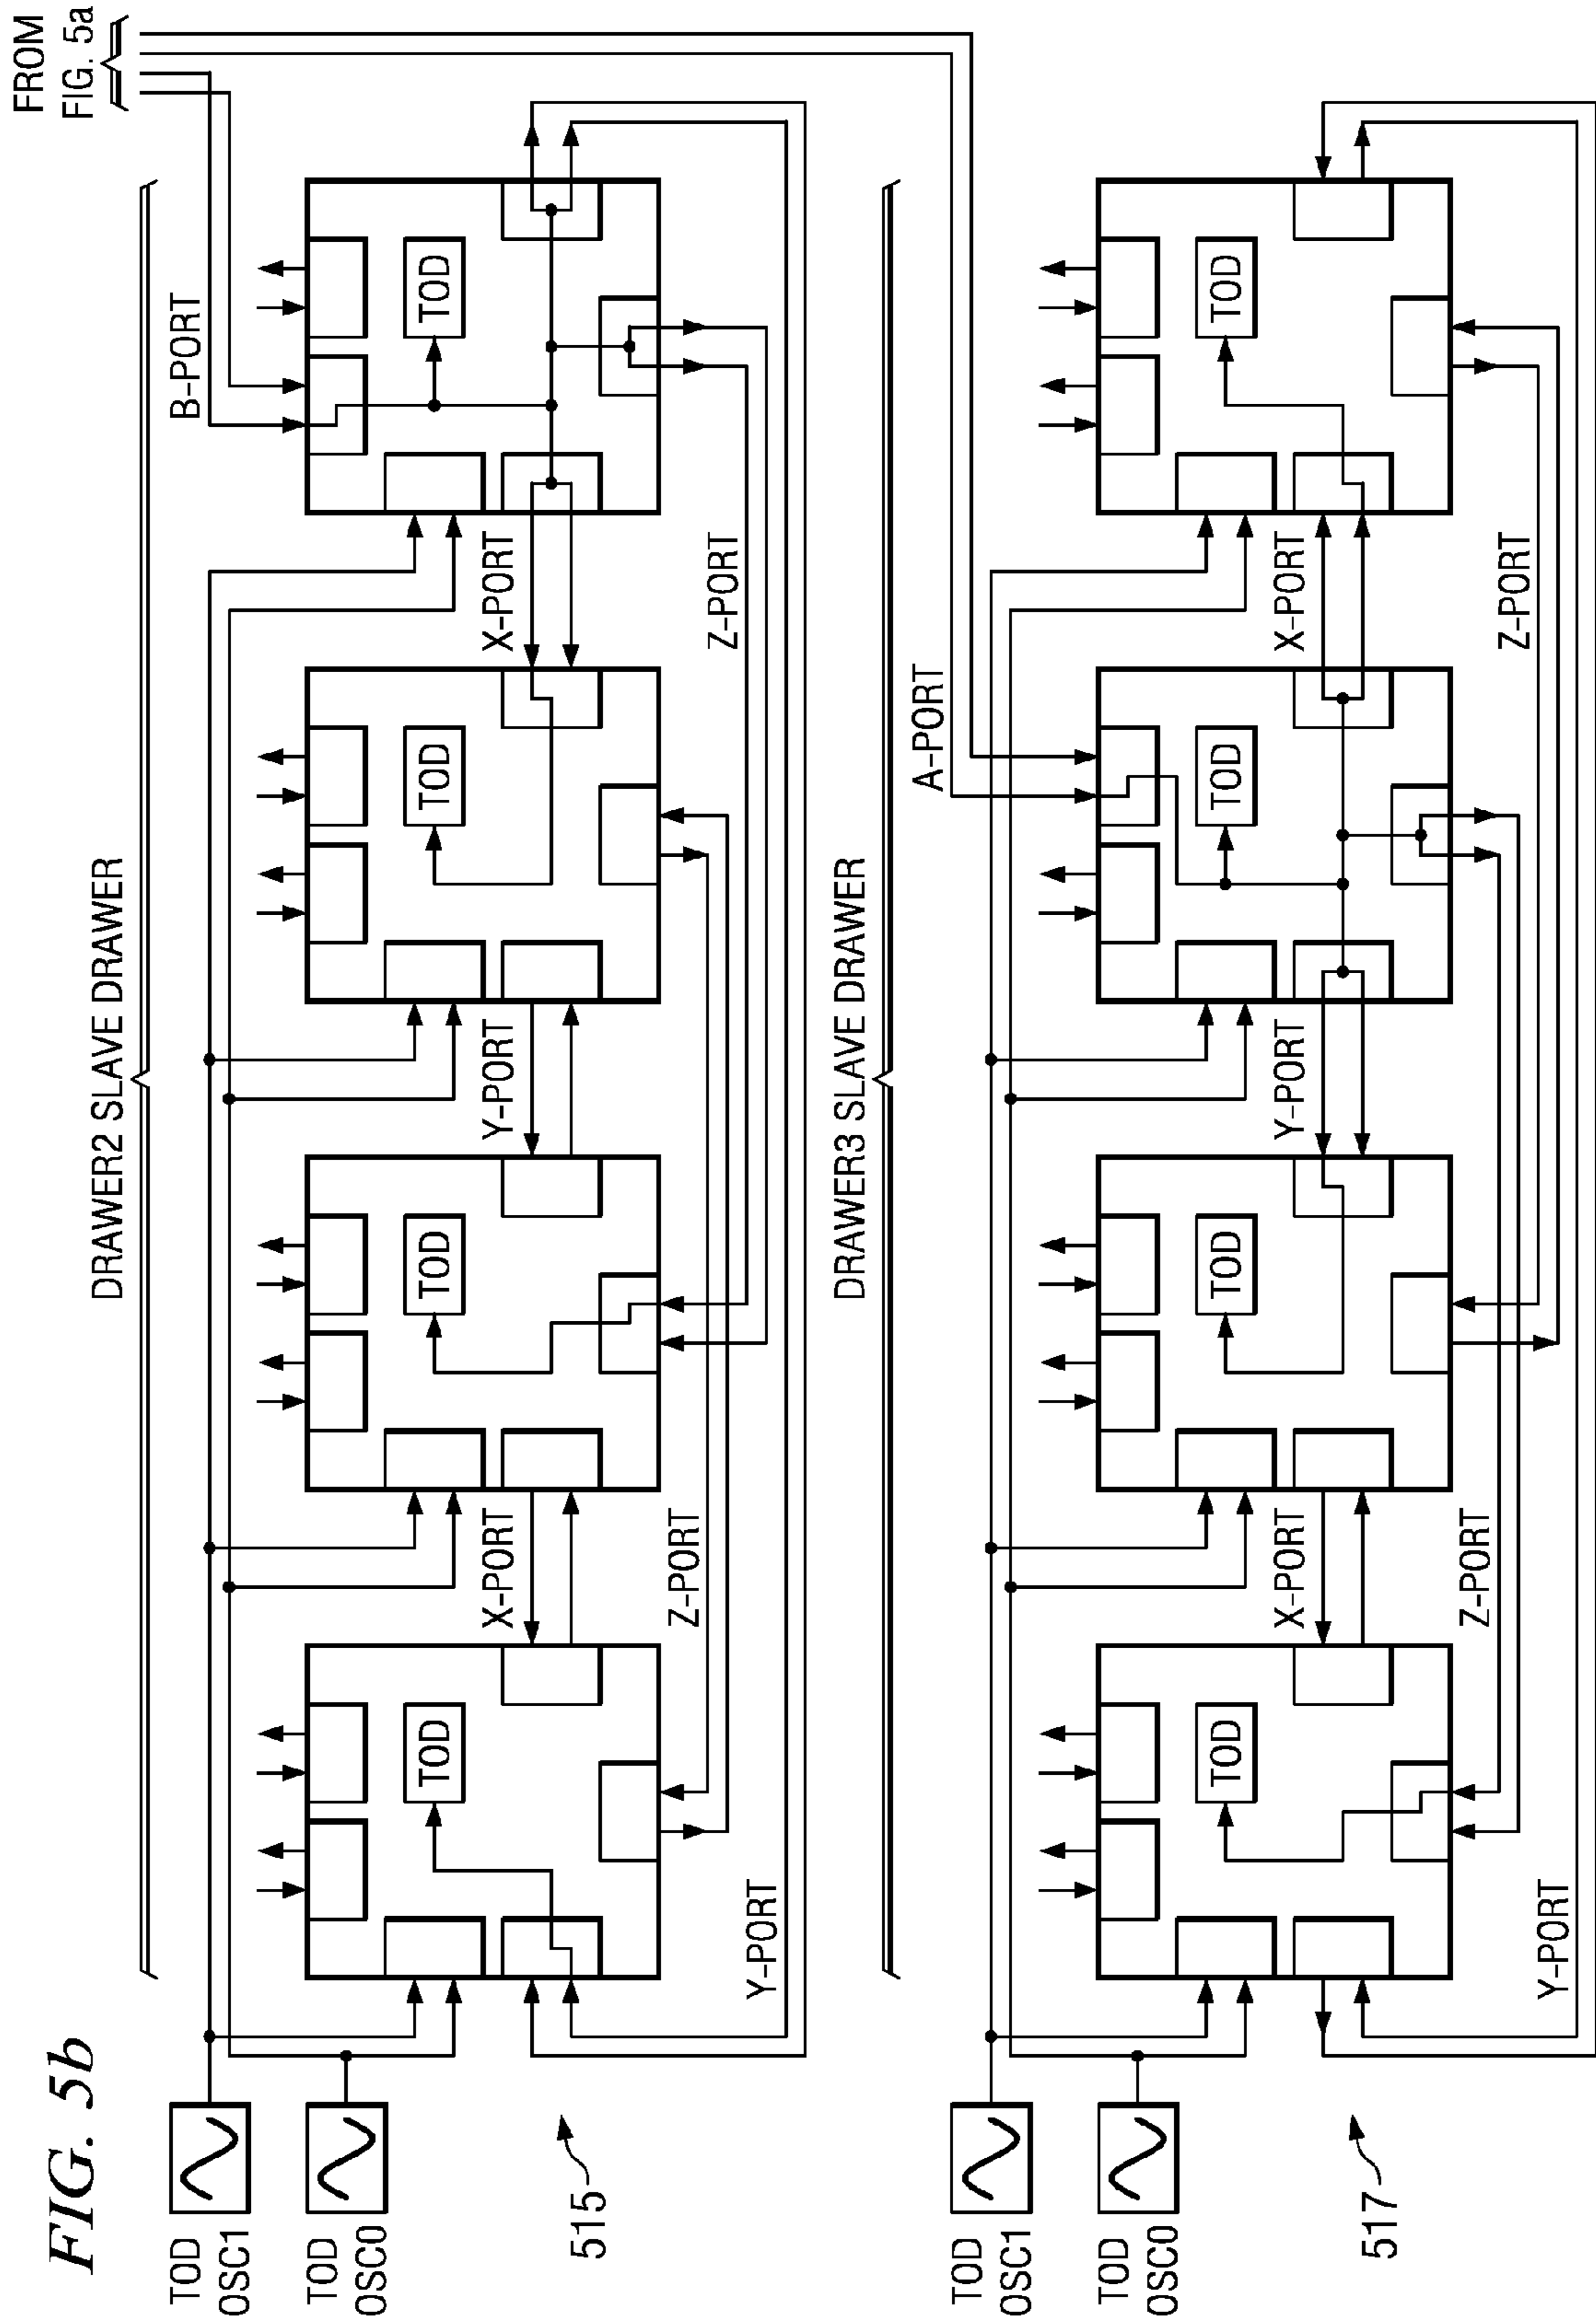 FIG. 5b
FROM
FIG. 5a
DRAWER2 SLAVE DRAWER
TOD
OSC1
TOD
OSC0
515
B-PORT
TOD
TOD
TOD
TOD
X-PORT
Y-PORT
X-PORT
Z-PORT
Z-PORT
Y-PORT
DRAWER3 SLAVE DRAWER
TOD
OSC1
TOD
OSC0
517
A-PORT
TOD
TOD
TOD
TOD
X-PORT
Y-PORT
X-PORT
Z-PORT
Z-PORT
Y-PORT